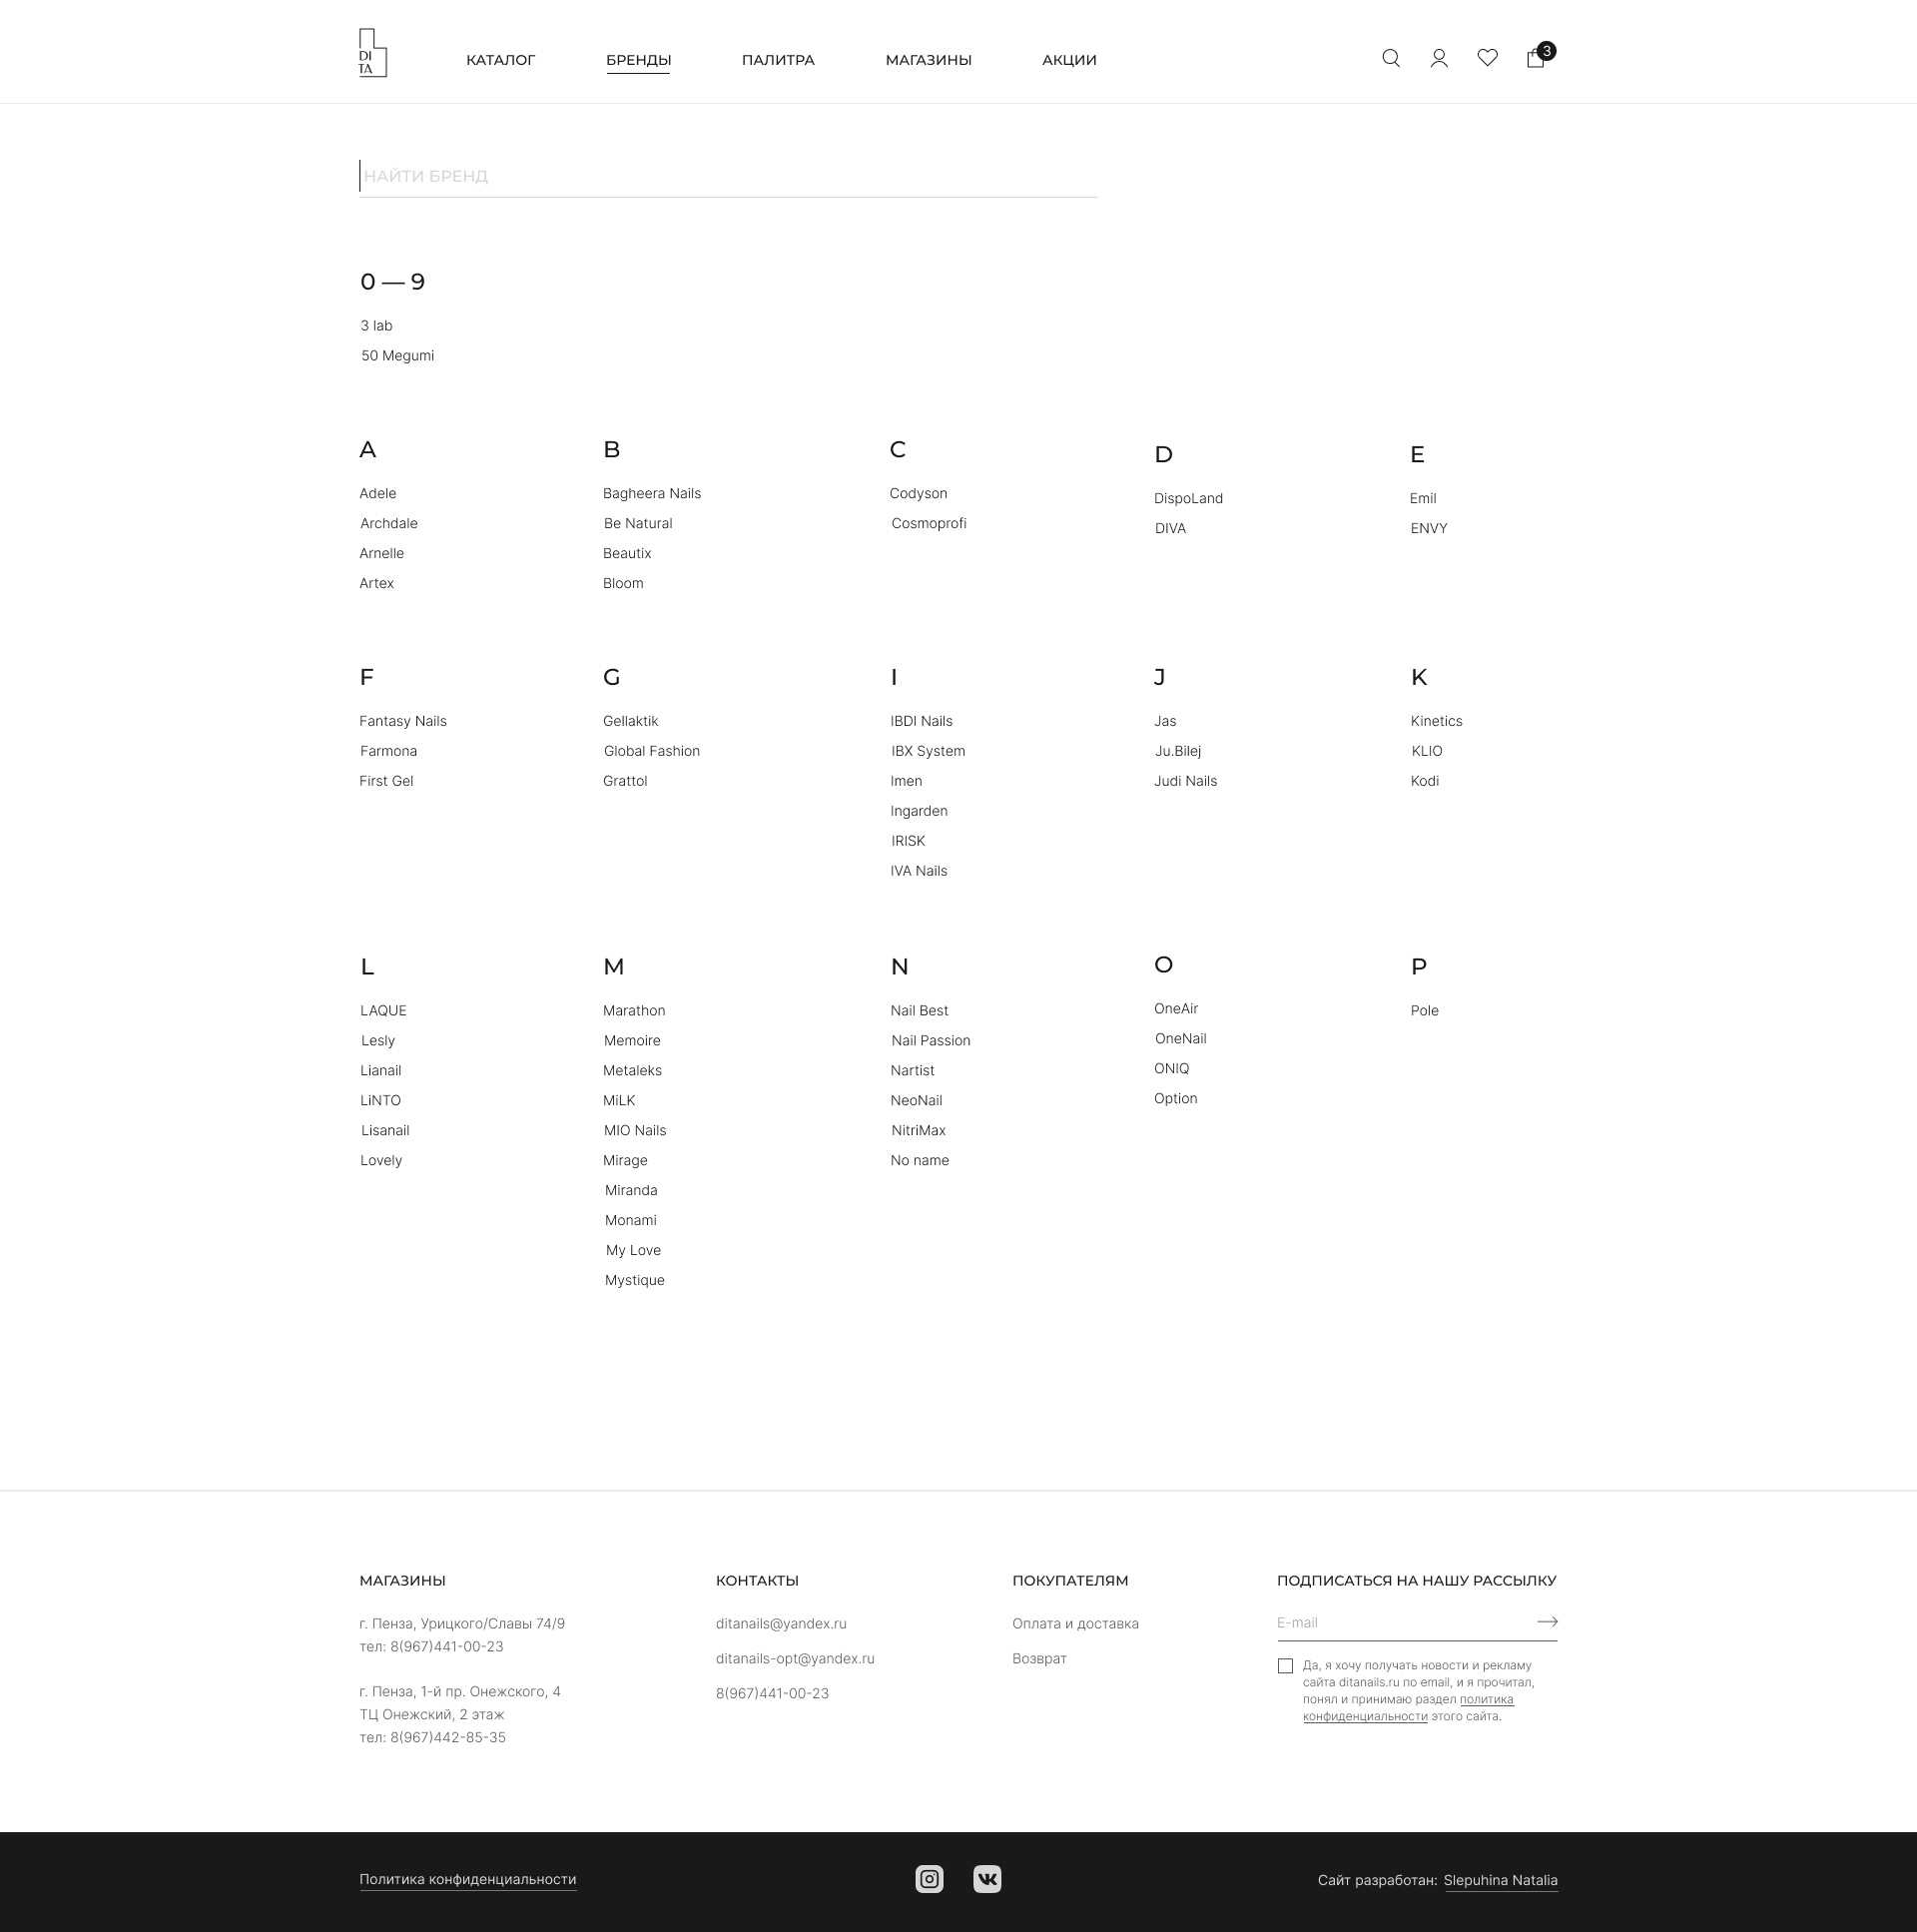 DI
TA
КАТАЛОГ
БРЕНДЫ
ПАЛИТРА
МАГАЗИНЫ
АКЦИИ
3
НАЙТИ БРЕНД
0 — 9
3 lab
50 Megumi
A
Adele
Archdale
Arnelle
Artex
B
Bagheera Nails
Be Natural
Beautix
Bloom
C
Codyson
Cosmoprofi
D
DispoLand
DIVA
E
Emil
ENVY
F
Fantasy Nails
Farmona
First Gel
G
Gellaktik
Global Fashion
Grattol
I
IBDI Nails
IBX System
Imen
Ingarden
IRISK
IVA Nails
J
Jas
Ju.Bilej
Judi Nails
K
Kinetics
KLIO
Kodi
L
LAQUE
Lesly
Lianail
LiNTO
Lisanail
Lovely
M
Marathon
Memoire
Metaleks
MiLK
MIO Nails
Mirage
Miranda
Monami
My Love
Mystique
N
Nail Best
Nail Passion
Nartist
NeoNail
NitriMax
No name
O
OneAir
OneNail
ONIQ
Option
P
Pole
МАГАЗИНЫ
г. Пенза, Урицкого/Славы 74/9
тел: 8(967)441-00-23
г. Пенза, 1-й пр. Онежского, 4
ТЦ Онежский, 2 этаж
тел: 8(967)442-85-35
КОНТАКТЫ
ditanails@yandex.ru
ditanails-opt@yandex.ru
8(967)441-00-23
ПОКУПАТЕЛЯМ
Оплата и доставка
Возврат
ПОДПИСАТЬСЯ НА НАШУ РАССЫЛКУ
E-mail
Да, я хочу получать новости и рекламу
сайта ditanails.ru по email, и я прочитал,
понял и принимаю раздел политика
конфиденциальности этого сайта.
Политика конфиденциальности
Сайт разработан: Slepuhina Natalia